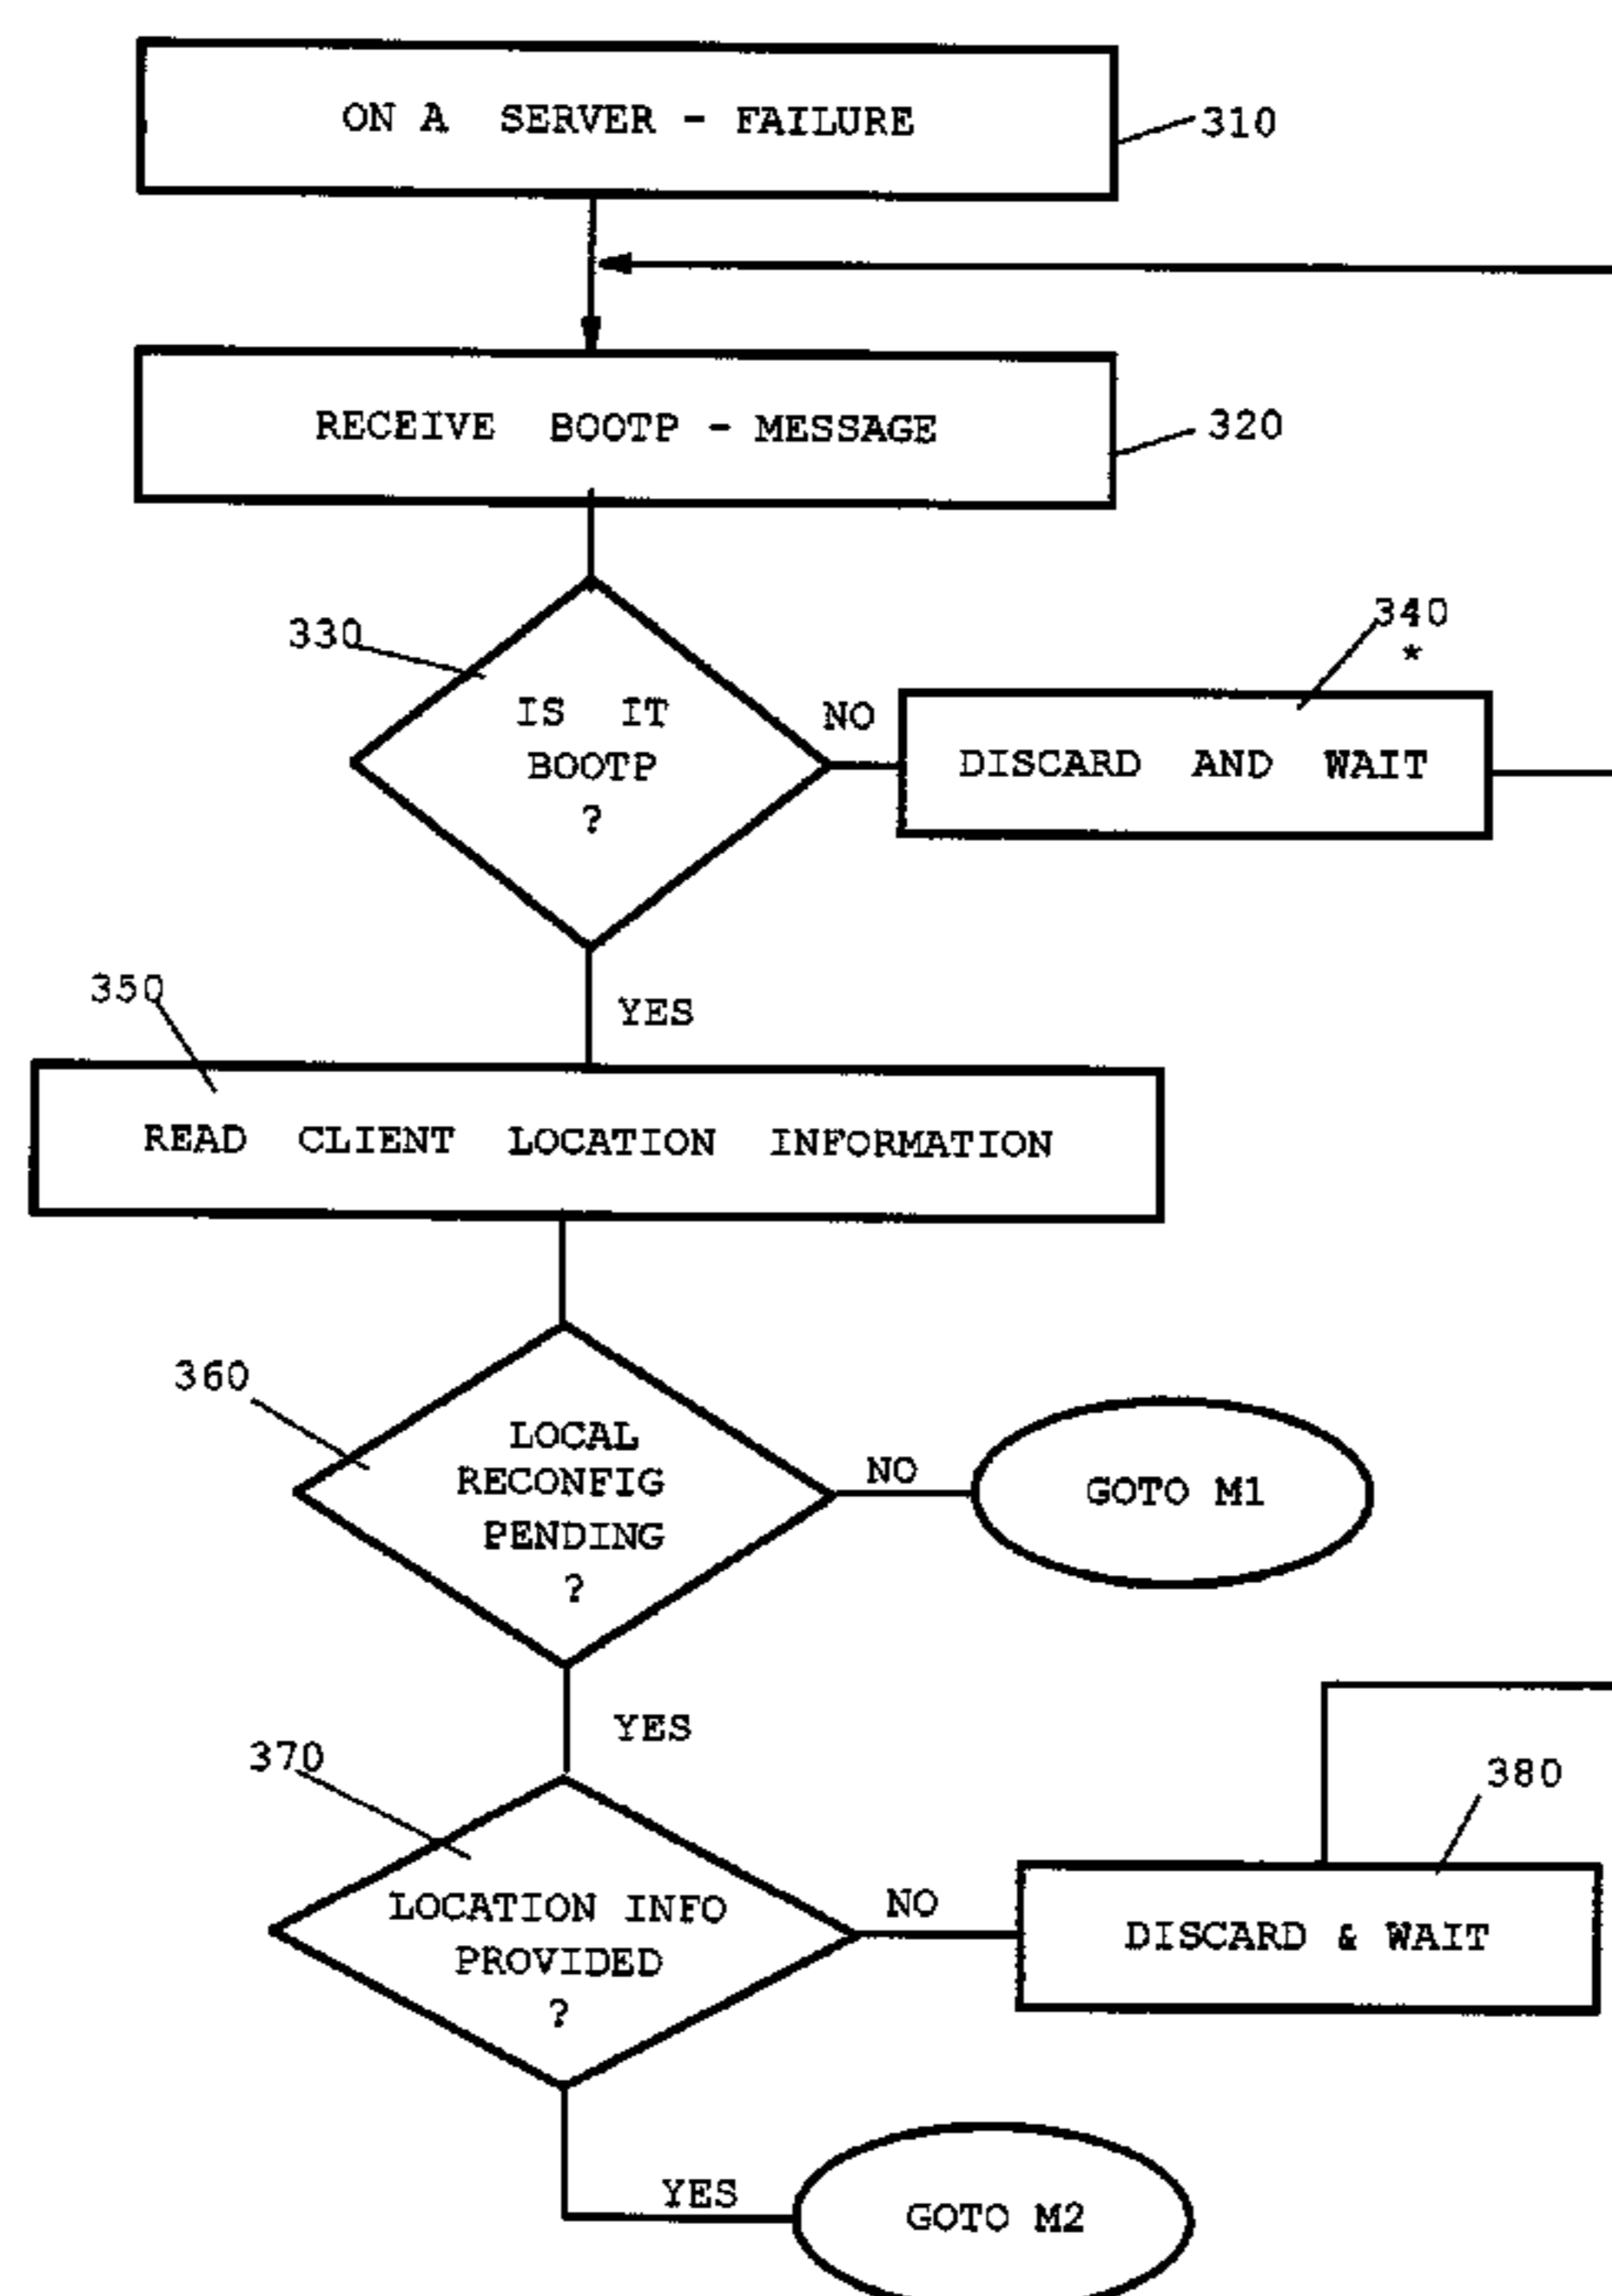 ON A SERVER - FAILURE
310
RECEIVE BOOTP - MESSAGE
320
330
IS IT
BOOTP
?
NO
340
*
DISCARD AND WAIT
YES
350
READ CLIENT LOCATION INFORMATION
360
LOCAL
RECONFIG
PENDING
?
NO
GOTO M1
YES
370
LOCATION INFO
PROVIDED
?
NO
380
DISCARD & WAIT
YES
GOTO M2